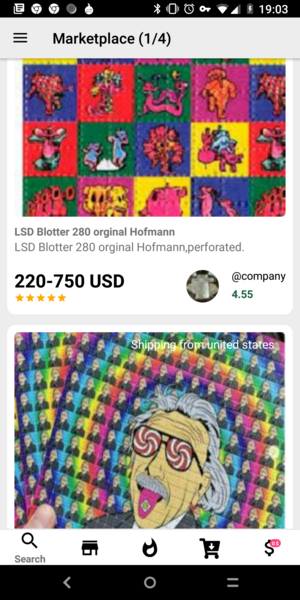 19:03
Marketplace (1/4)
LSD Blotter 280 orginal Hofmann
LSD Blotter 280 orginal Hofmann,perforated.
220-750 USD
@company
4.55
Shipping from united states
Search